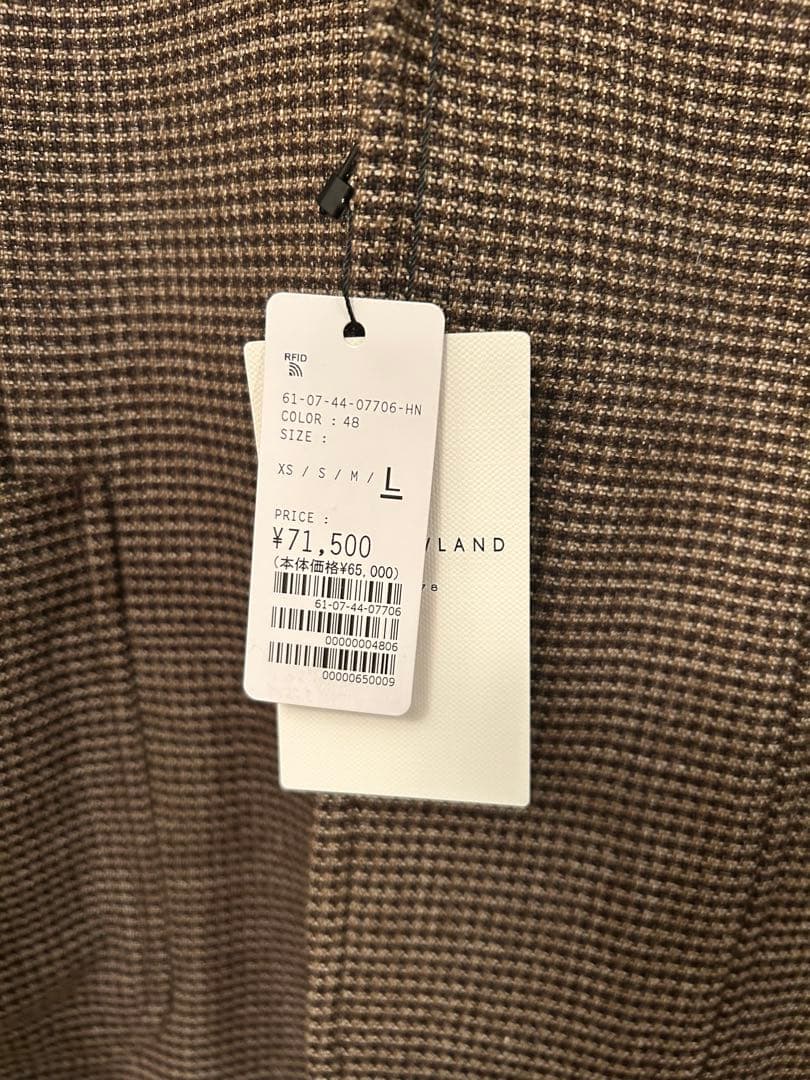 RFID
61-07-44-07706-HN
COLOR : 48
SIZE :
XS / S / M / L
PRICE :
¥71,500
(本体価格¥65,000)
61-07-44-07706
00000004806
00000650009